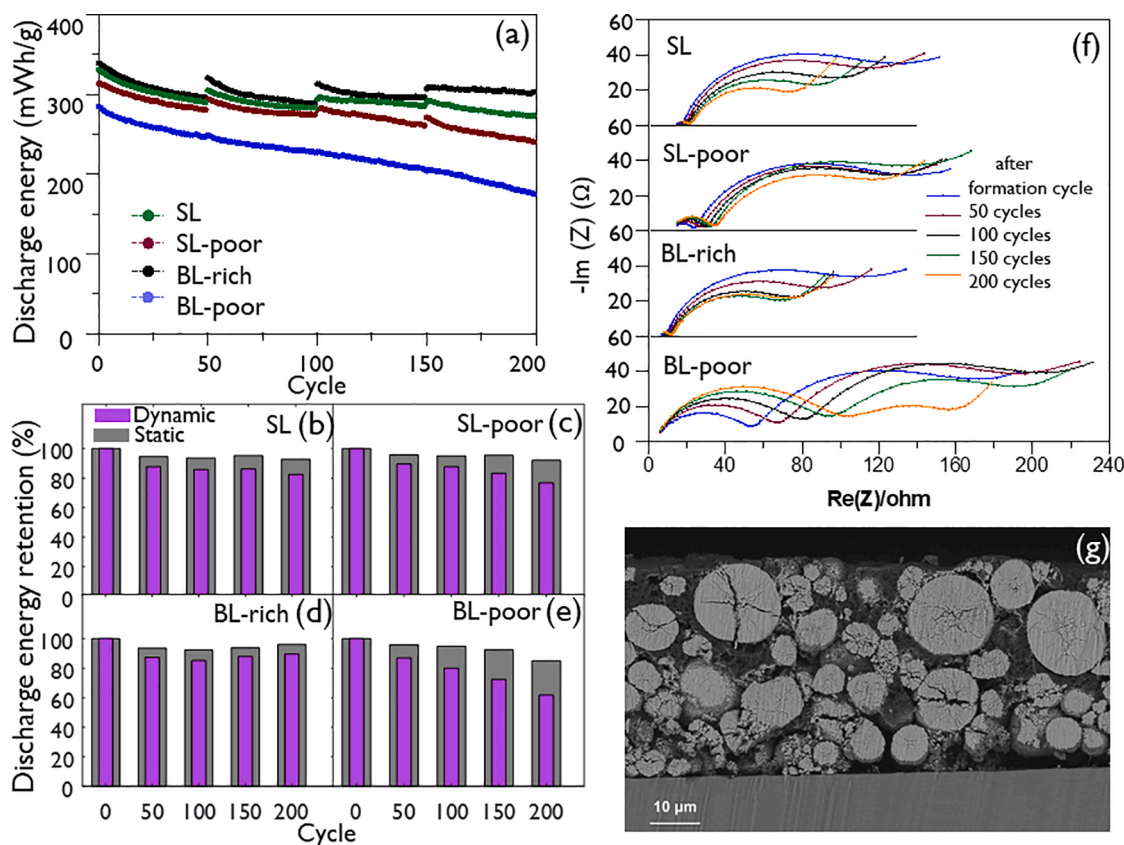 (a)
Discharge energy (mWh/g)
400
300
200
100
0
SL
SL-poor
BL-rich
BL-poor
0 50 100 150 200
Cycle
Discharge energy retention (%)
Dynamic
Static
SL (b)
SL-poor (c)
100
80
60
40
20
0
BL-rich (d)
BL-poor (e)
100
80
60
40
20
0
0 50 100 150 200 0 50 100 150 200
Cycle
(f)
-Im (Z) (Ω)
60
SL
40
20
60
SL-poor
40
20
60
BL-rich
40
20
60
BL-poor
40
20
0
after
formation cycle
50 cycles
100 cycles
150 cycles
200 cycles
0 40 80 120 160 200 240
Re(Z)/ohm
(g)
10 μm